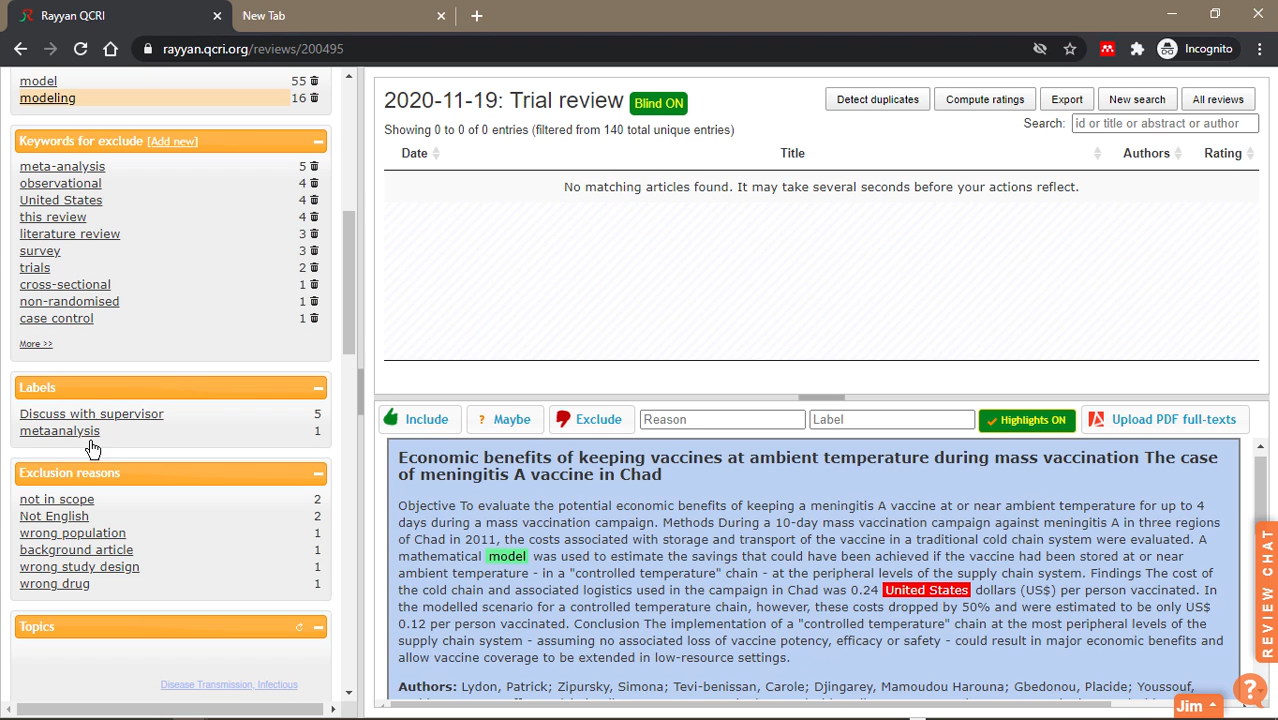 Rayyan QCRI
New Tab
rayyan.qcri.org/reviews/200495
Incognito
model 55
modeling 16
Keywords for exclude [Add new]
meta-analysis 5
observational 4
United States 4
this review 4
literature review 3
survey 3
trials 2
cross-sectional 1
non-randomised 1
case control 1
More >>
Labels
Discuss with supervisor 5
metaanalysis 1
Exclusion reasons
not in scope 2
Not English 2
wrong population 1
background article 1
wrong study design 1
wrong drug 1
Topics
Disease Transmission, Infectious
2020-11-19: Trial review Blind ON
Detect duplicates Compute ratings Export New search All reviews
Showing 0 to 0 of 0 entries (filtered from 140 total unique entries)
Search: id or title or abstract or author
Date Title Authors Rating
No matching articles found. It may take several seconds before your actions reflect.
Include ? Maybe Exclude Reason Label Highlights ON Upload PDF full-texts
Economic benefits of keeping vaccines at ambient temperature during mass vaccination The case
of meningitis A vaccine in Chad
Objective To evaluate the potential economic benefits of keeping a meningitis A vaccine at or near ambient temperature for up to 4
days during a mass vaccination campaign. Methods During a 10-day mass vaccination campaign against meningitis A in three regions
of Chad in 2011, the costs associated with storage and transport of the vaccine in a traditional cold chain system were evaluated. A
mathematical model was used to estimate the savings that could have been achieved if the vaccine had been stored at or near
ambient temperature - in a "controlled temperature" chain - at the peripheral levels of the supply chain system. Findings The cost of
the cold chain and associated logistics used in the campaign in Chad was 0.24 United States dollars (US$) per person vaccinated. In
the modelled scenario for a controlled temperature chain, however, these costs dropped by 50% and were estimated to be only US$
0.12 per person vaccinated. Conclusion The implementation of a "controlled temperature" chain at the most peripheral levels of the
supply chain system - assuming no associated loss of vaccine potency, efficacy or safety - could result in major economic benefits and
allow vaccine coverage to be extended in low-resource settings.
Authors: Lydon, Patrick; Zipursky, Simona; Tevi-benissan, Carole; Djingarey, Mamoudou Harouna; Gbedonou, Placide; Youssouf,
REVIEW CHAT
Jim